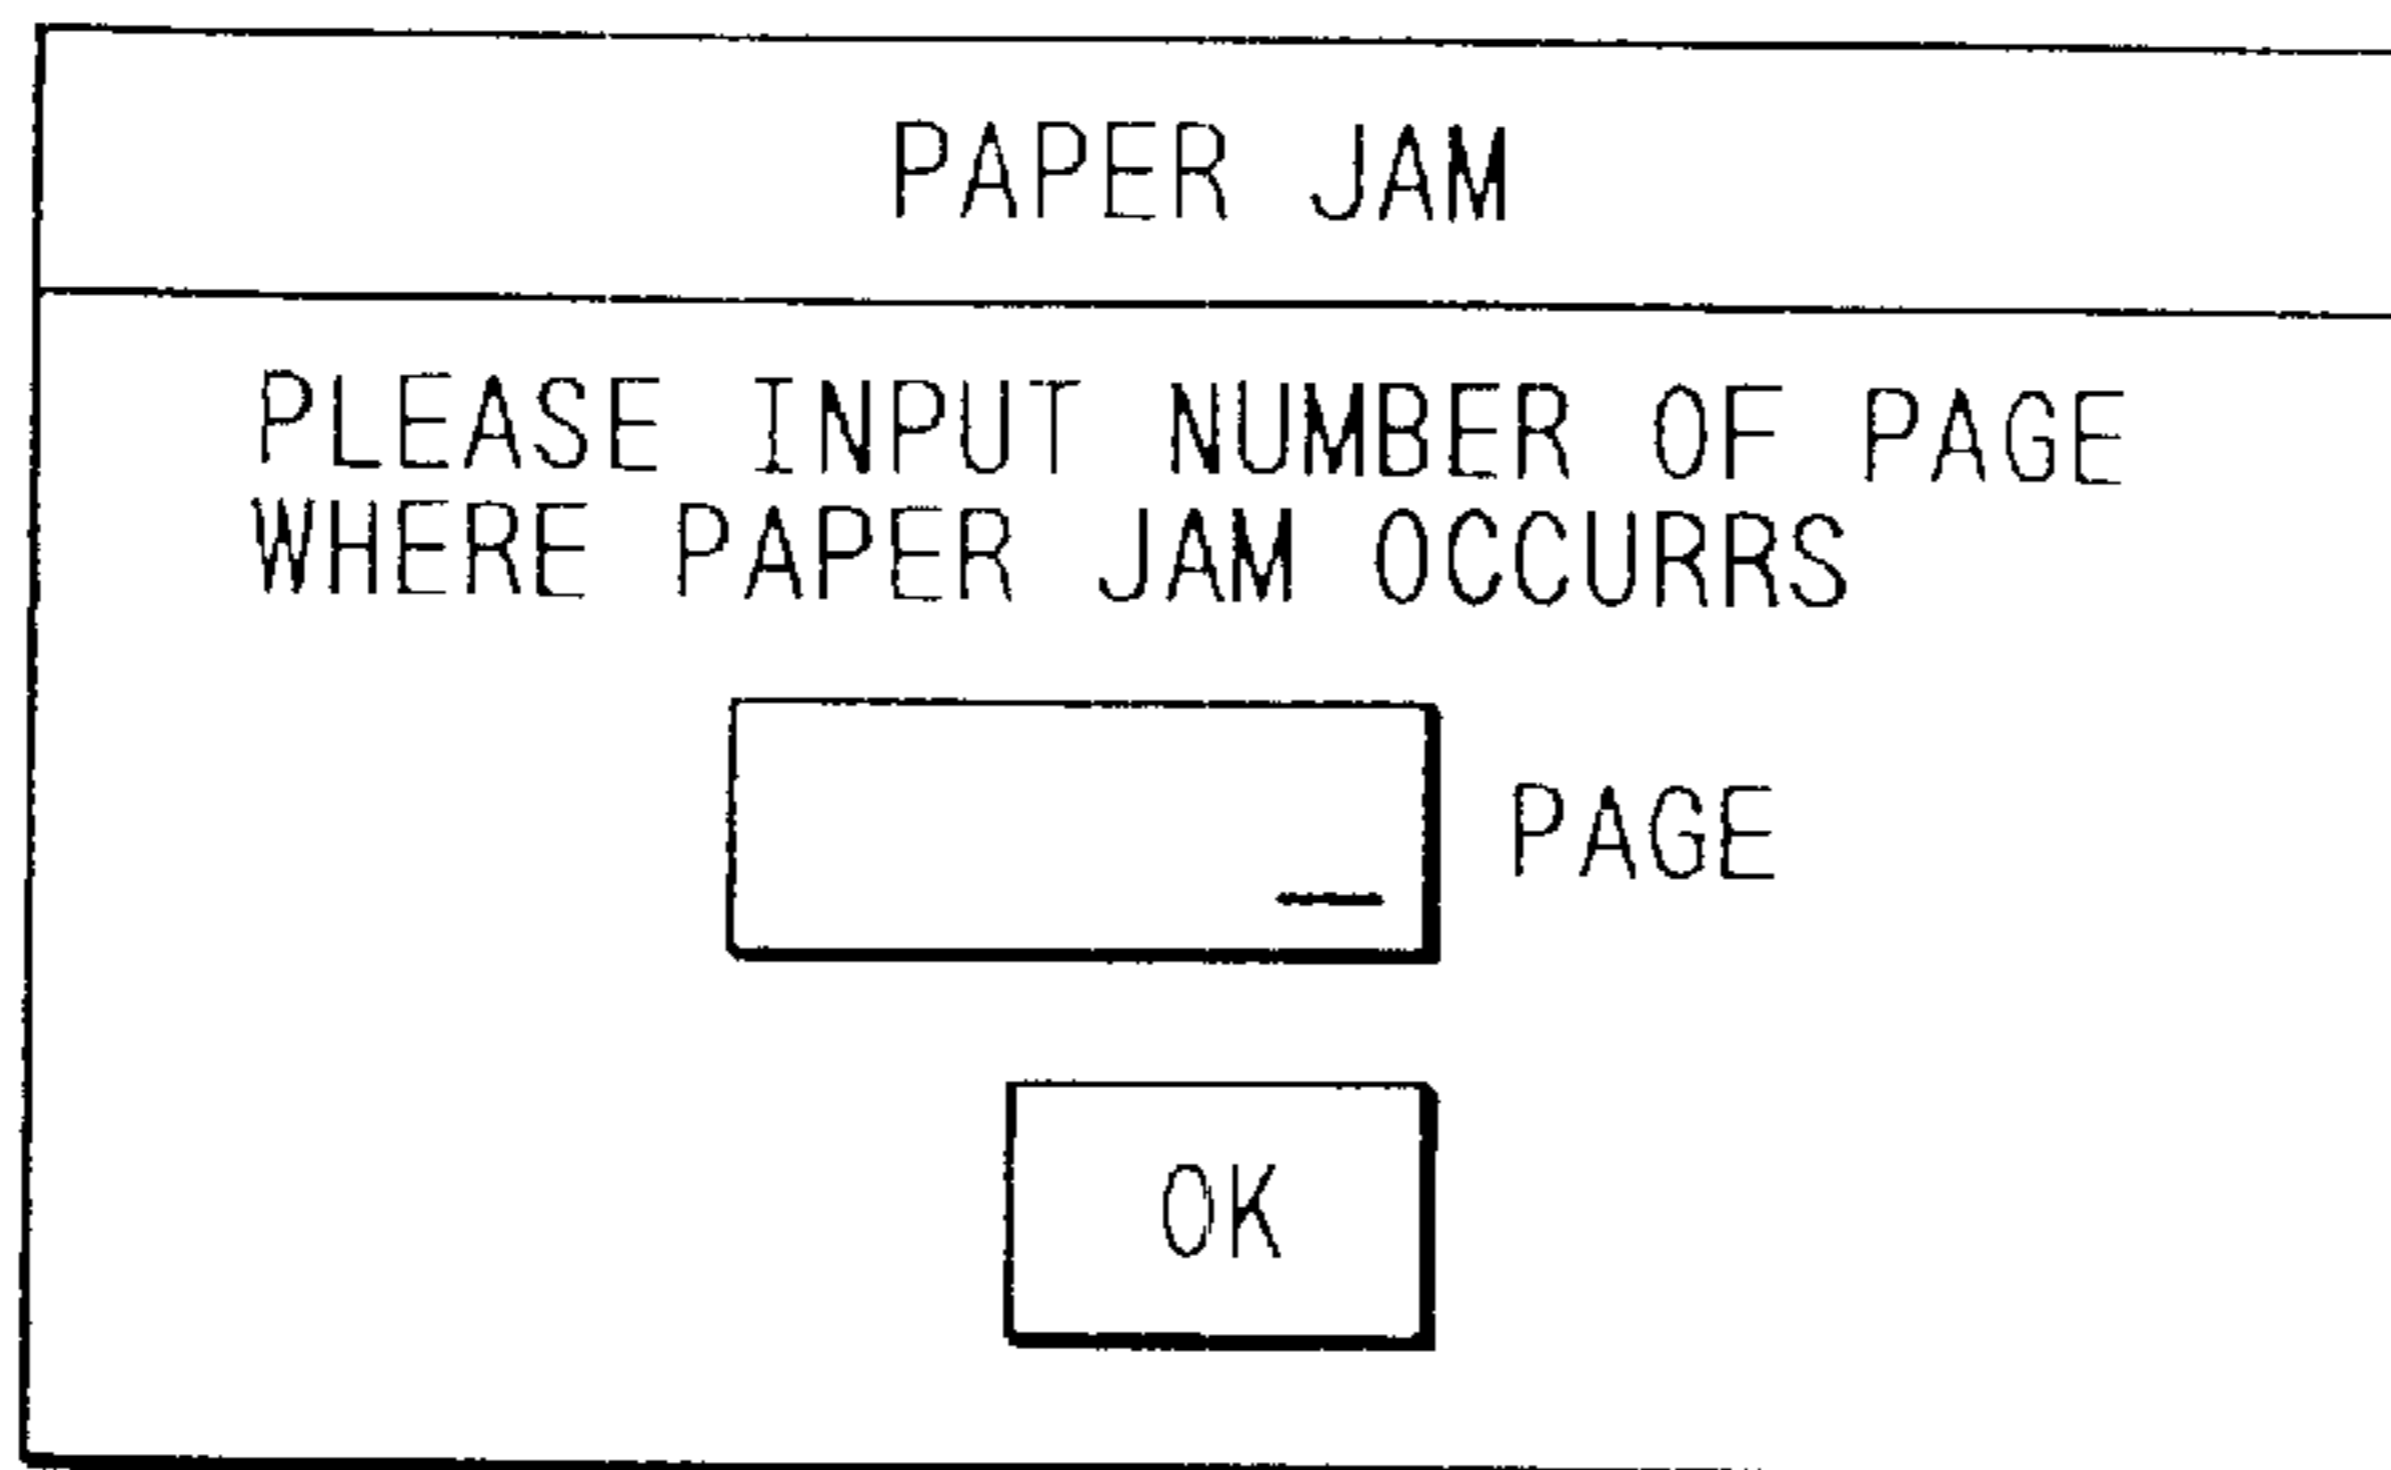 PAPER JAM
PLEASE INPUT NUMBER OF PAGE
WHERE PAPER JAM OCCURRS
PAGE
OK